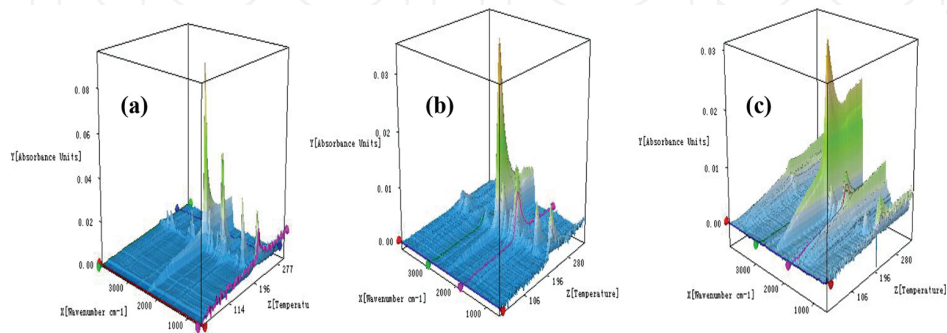 (a)
0.08
0.06
Y[Absorbance Units]
0.04
0.02
0.00
3000
2000
1000
X[Wavenumber cm-1]
114
196
277
Z[Temperatu
(b)
0.03
0.02
Y[Absorbance Units]
0.01
0.00
3000
2000
1000
X[Wavenumber cm-1]
106
196
280
Z[Temperature]
(c)
0.03
0.02
Y[Absorbance Units]
0.01
0.00
3000
2000
1000
X[Wavenumber cm-1]
106
196
280
Z[Temperature]